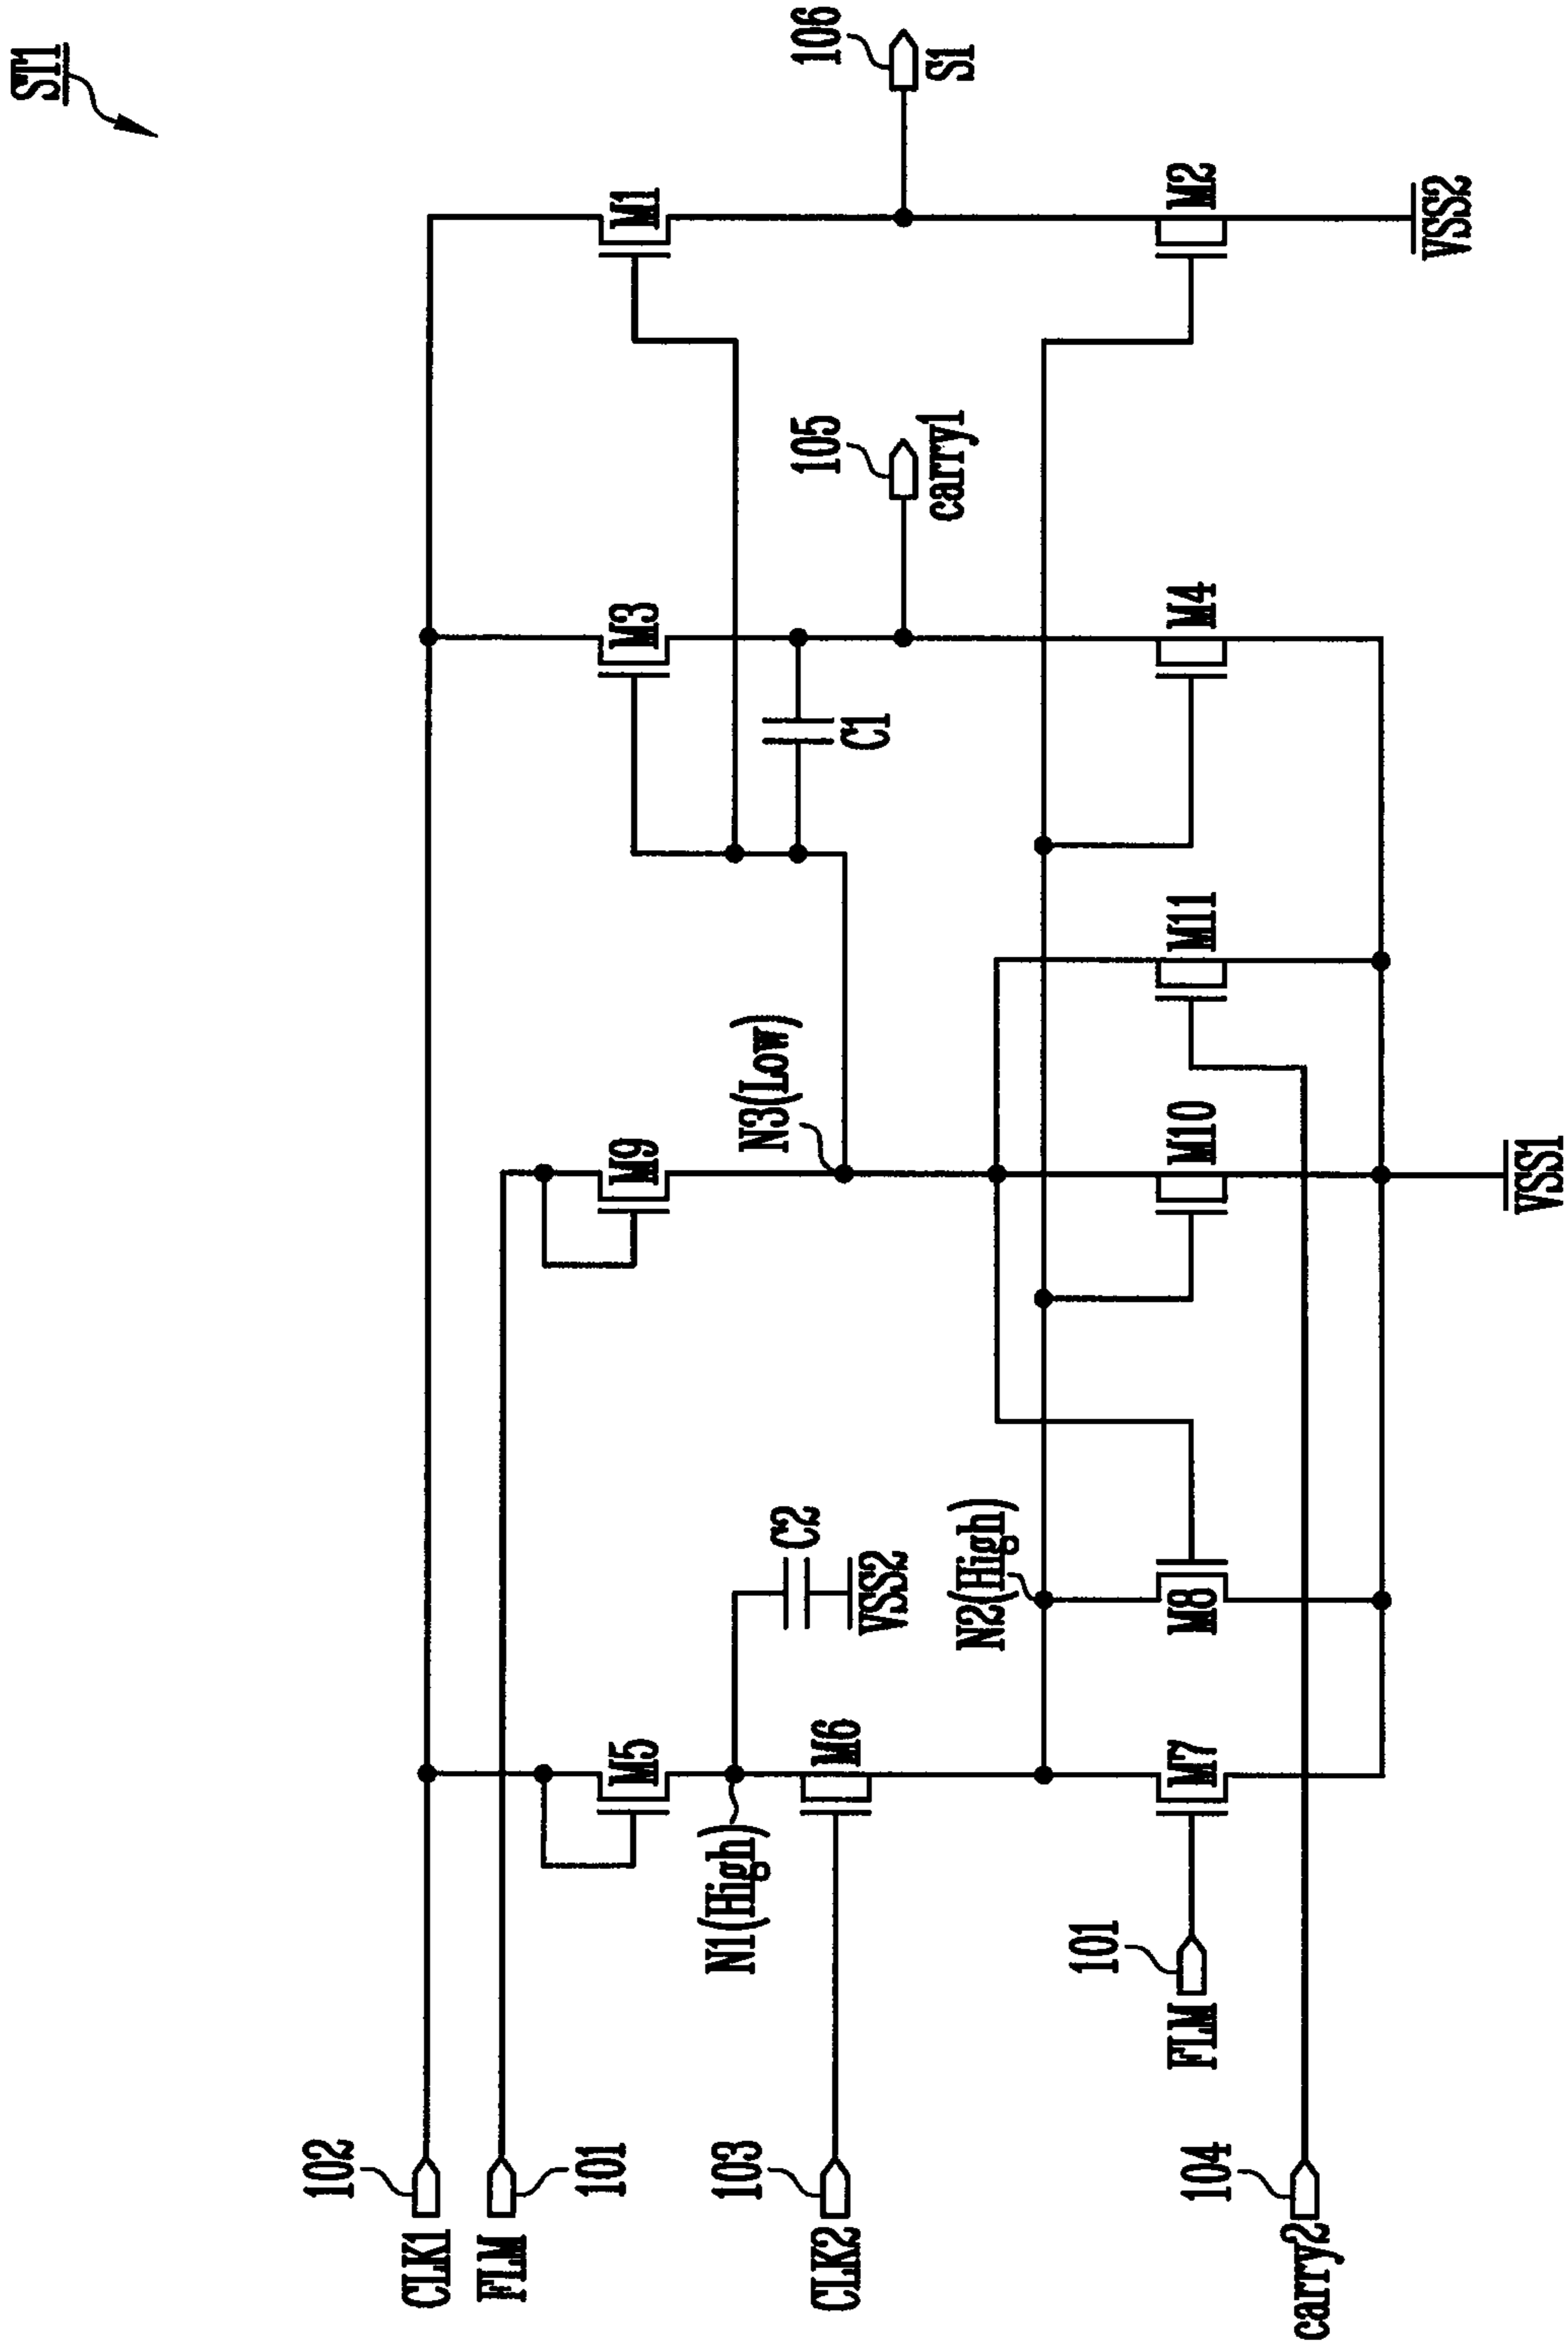 ST1
102
CLK1
FLM
101
M5
M9
M3
M1
N1(High)
C2
VSS2
N3(Low)
C1
105
carry1
106
S1
103
CLK2
M6
N2(High)
101
FLM
M7
M8
M10
M11
M4
M2
VSS2
104
carry2
VSS1